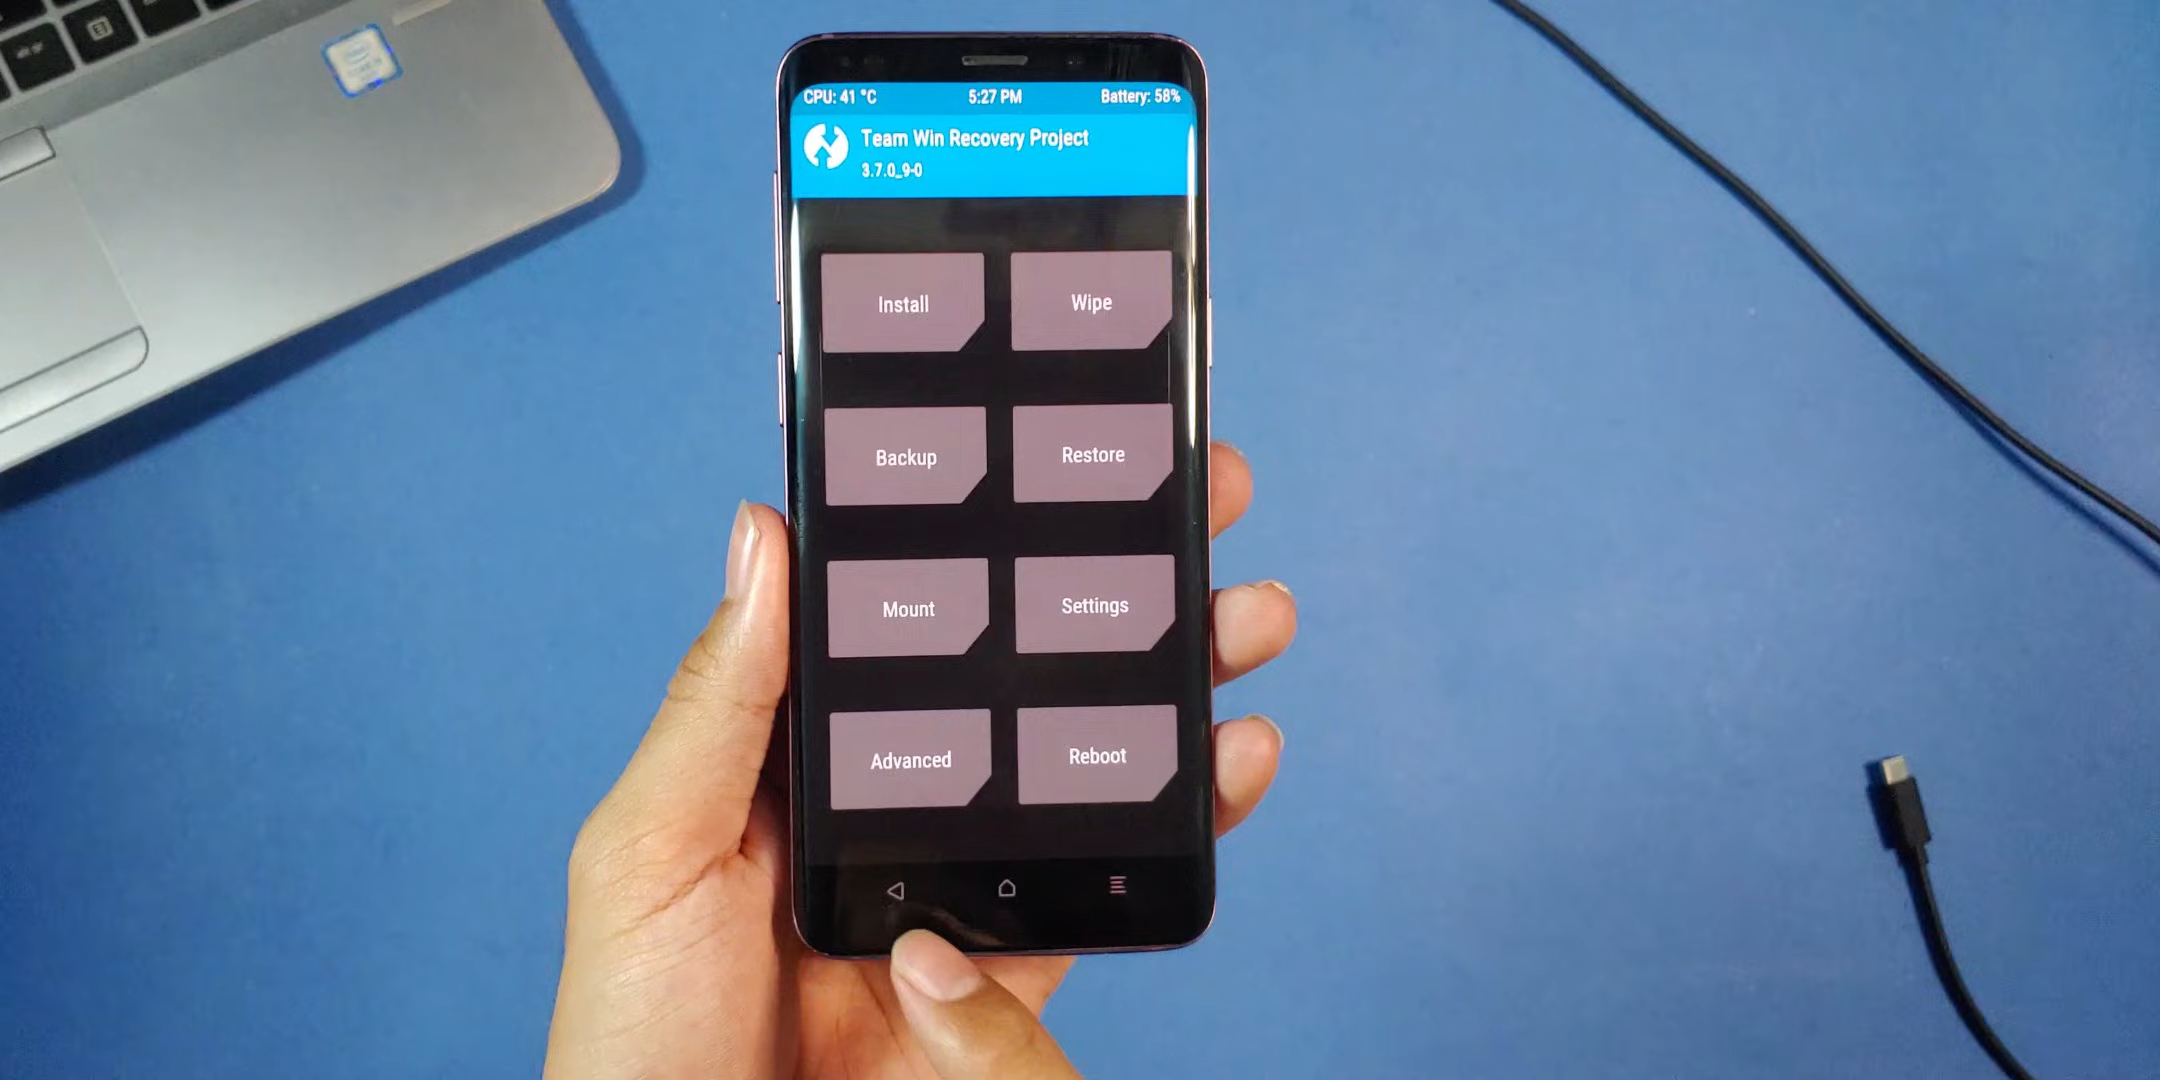 CPU: 41 °C 5:27 PM Battery: 58%
Team Win Recovery Project
3.7.0_9-0
Install Wipe
Backup Restore
Mount Settings
Advanced Reboot